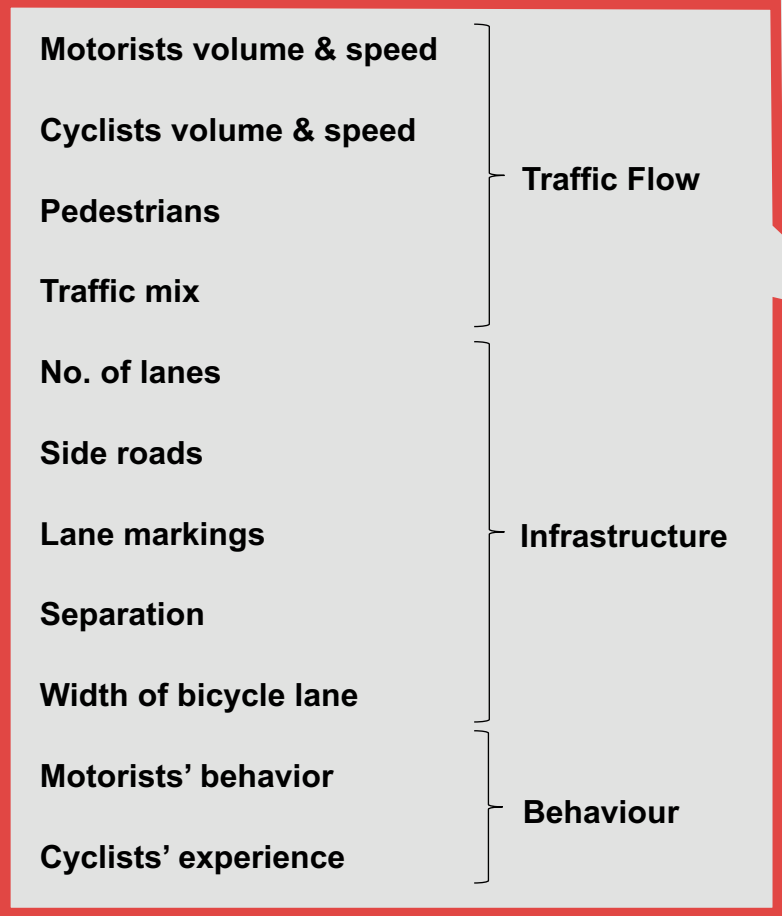 Motorists volume & speed
Cyclists volume & speed
Pedestrians
Traffic mix
Traffic Flow
No. of lanes
Side roads
Lane markings
Separation
Width of bicycle lane
Infrastructure
Motorists’ behavior
Cyclists’ experience
Behaviour